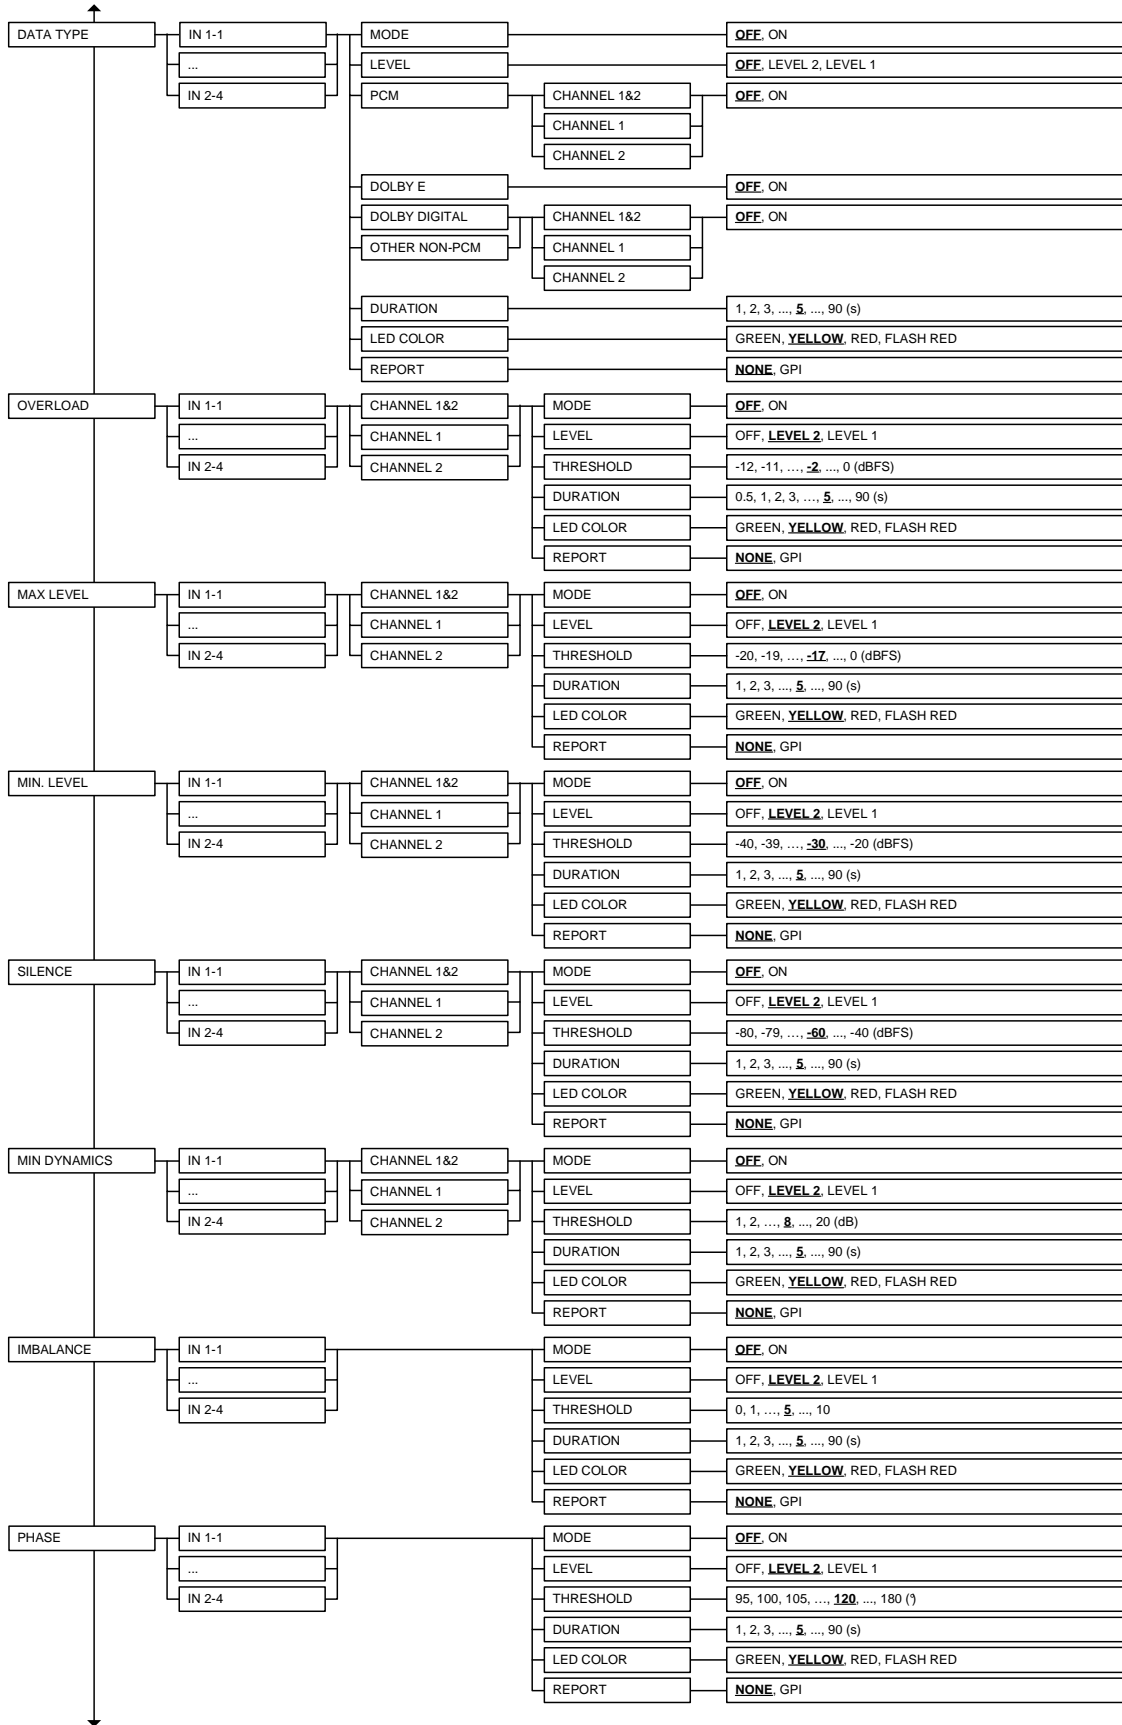 DATA TYPE IN 1-1 MODE OFF, ON
... LEVEL OFF, LEVEL 2, LEVEL 1
IN 2-4 PCM CHANNEL 1&2 OFF, ON
CHANNEL 1
CHANNEL 2
DOLBY E OFF, ON
DOLBY DIGITAL CHANNEL 1&2 OFF, ON
OTHER NON-PCM CHANNEL 1
CHANNEL 2
DURATION 1, 2, 3, ..., 5, ..., 90 (s)
LED COLOR GREEN, YELLOW, RED, FLASH RED
REPORT NONE, GPI
OVERLOAD IN 1-1 CHANNEL 1&2 MODE OFF, ON
... CHANNEL 1 LEVEL OFF, LEVEL 2, LEVEL 1
IN 2-4 CHANNEL 2 THRESHOLD -12, -11, …, -2, ..., 0 (dBFS)
DURATION 0.5, 1, 2, 3, …, 5, ..., 90 (s)
LED COLOR GREEN, YELLOW, RED, FLASH RED
REPORT NONE, GPI
MAX LEVEL IN 1-1 CHANNEL 1&2 MODE OFF, ON
... CHANNEL 1 LEVEL OFF, LEVEL 2, LEVEL 1
IN 2-4 CHANNEL 2 THRESHOLD -20, -19, …, -17, ..., 0 (dBFS)
DURATION 1, 2, 3, ..., 5, ..., 90 (s)
LED COLOR GREEN, YELLOW, RED, FLASH RED
REPORT NONE, GPI
MIN. LEVEL IN 1-1 CHANNEL 1&2 MODE OFF, ON
... CHANNEL 1 LEVEL OFF, LEVEL 2, LEVEL 1
IN 2-4 CHANNEL 2 THRESHOLD -40, -39, …, -30, ..., -20 (dBFS)
DURATION 1, 2, 3, ..., 5, ..., 90 (s)
LED COLOR GREEN, YELLOW, RED, FLASH RED
REPORT NONE, GPI
SILENCE IN 1-1 CHANNEL 1&2 MODE OFF, ON
... CHANNEL 1 LEVEL OFF, LEVEL 2, LEVEL 1
IN 2-4 CHANNEL 2 THRESHOLD -80, -79, …, -60, ..., -40 (dBFS)
DURATION 1, 2, 3, ..., 5, ..., 90 (s)
LED COLOR GREEN, YELLOW, RED, FLASH RED
REPORT NONE, GPI
MIN DYNAMICS IN 1-1 CHANNEL 1&2 MODE OFF, ON
... CHANNEL 1 LEVEL OFF, LEVEL 2, LEVEL 1
IN 2-4 CHANNEL 2 THRESHOLD 1, 2, …, 8, ..., 20 (dB)
DURATION 1, 2, 3, ..., 5, ..., 90 (s)
LED COLOR GREEN, YELLOW, RED, FLASH RED
REPORT NONE, GPI
IMBALANCE IN 1-1 MODE OFF, ON
... LEVEL OFF, LEVEL 2, LEVEL 1
IN 2-4 THRESHOLD 0, 1, …, 5, ..., 10
DURATION 1, 2, 3, ..., 5, ..., 90 (s)
LED COLOR GREEN, YELLOW, RED, FLASH RED
REPORT NONE, GPI
PHASE IN 1-1 MODE OFF, ON
... LEVEL OFF, LEVEL 2, LEVEL 1
IN 2-4 THRESHOLD 95, 100, 105, …, 120, ..., 180 (°)
DURATION 1, 2, 3, ..., 5, ..., 90 (s)
LED COLOR GREEN, YELLOW, RED, FLASH RED
REPORT NONE, GPI